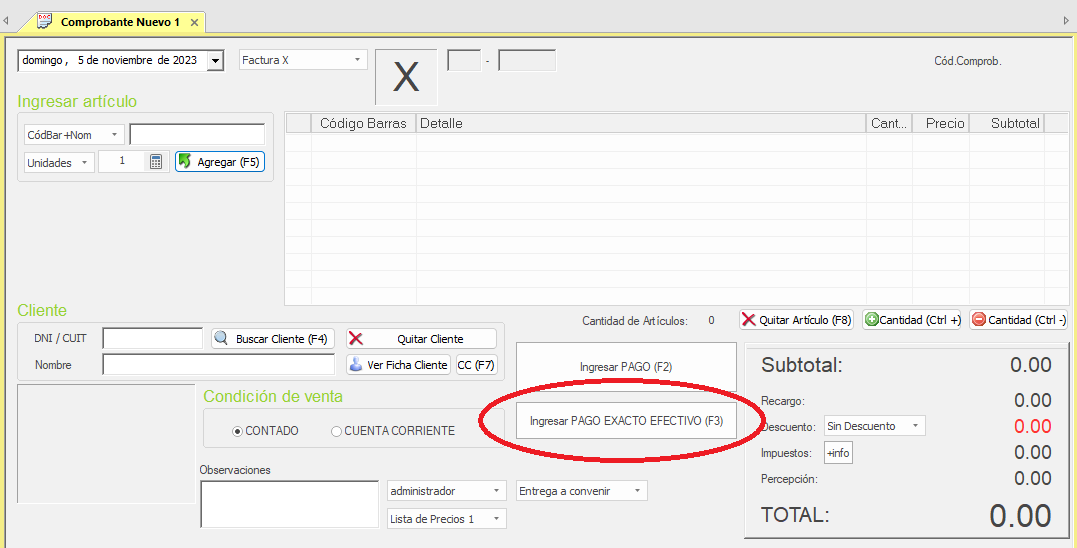 Comprobante Nuevo 1
domingo , 5 de noviembre de 2023
Factura X
X
-
Cód.Comprob.
Ingresar artículo
CódBar+Nom
Unidades
1
Agregar (F5)
Código Barras
Detalle
Cant...
Precio
Subtotal
Cliente
DNI / CUIT
Buscar Cliente (F4)
Quitar Cliente
Nombre
Ver Ficha Cliente
CC (F7)
Cantidad de Artículos: 0
Quitar Artículo (F8)
Cantidad (Ctrl +)
Cantidad (Ctrl -)
Ingresar PAGO (F2)
Ingresar PAGO EXACTO EFECTIVO (F3)
Condición de venta
CONTADO
CUENTA CORRIENTE
Observaciones
administrador
Entrega a convenir
Lista de Precios 1
Subtotal: 0.00
Recargo: 0.00
Descuento: Sin Descuento 0.00
Impuestos: +info 0.00
Percepción: 0.00
TOTAL: 0.00